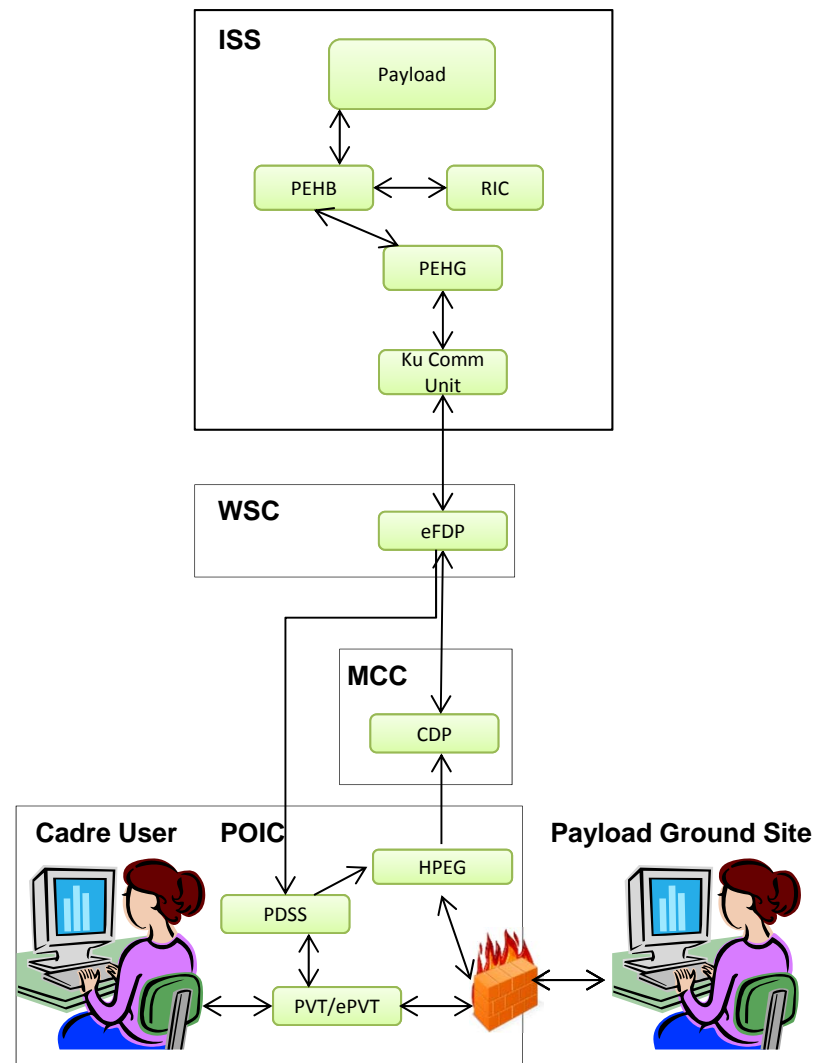 ISS
Payload
PEHB
RIC
PEHG
Ku Comm
Unit
WSC
eFDP
MCC
CDP
Cadre User
POIC
Payload Ground Site
HPEG
PDSS
PVT/ePVT